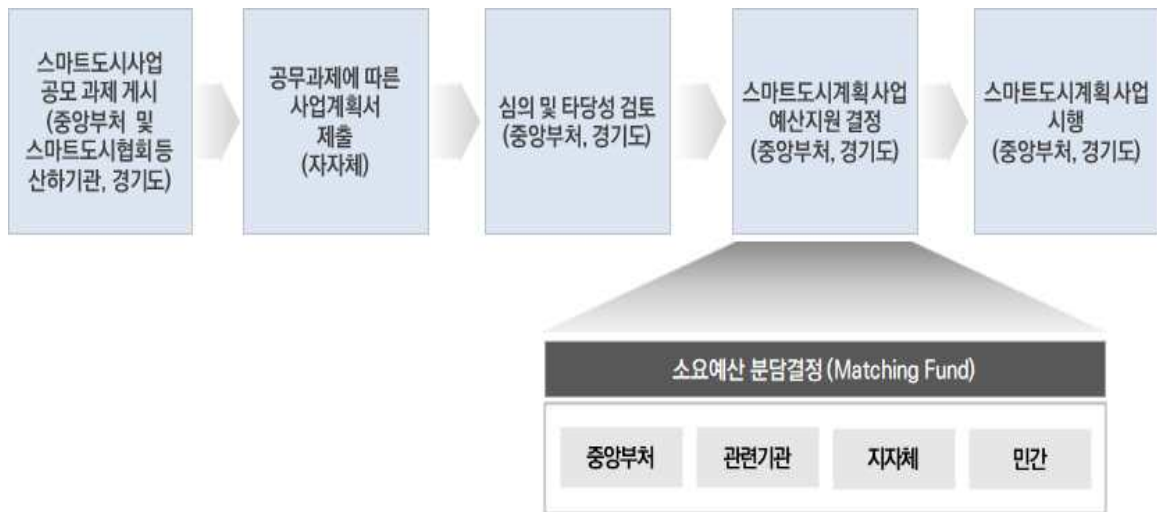 스마트도시사업
공모 과제 게시
(중앙부처 및
스마트도시협회 등
산하기관, 경기도)
공무과제에 따른
사업계획서
제출
(자자체)
심의 및 타당성 검토
(중앙부처, 경기도)
스마트도시계획 사업
예산지원 결정
(중앙부처, 경기도)
스마트도시계획 사업
시행
(중앙부처, 경기도)
소요예산 분담결정 (Matching Fund)
중앙부처
관련기관
지자체
민간